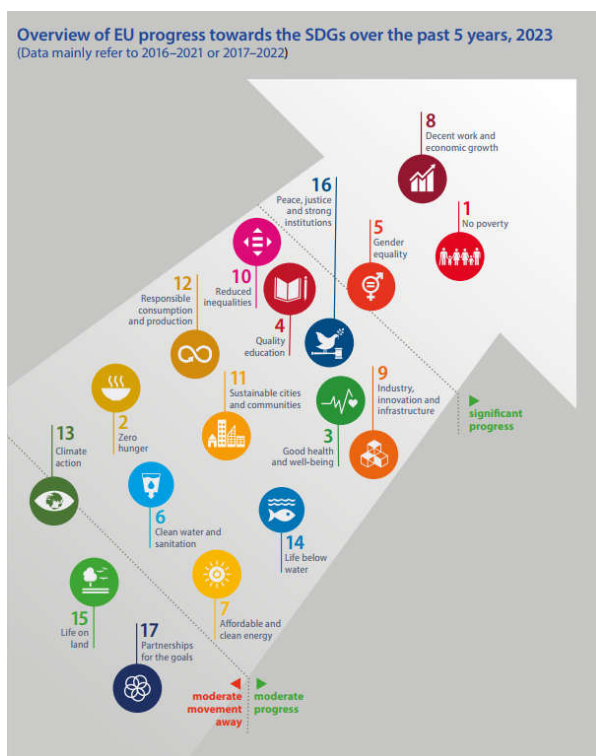 Overview of EU progress towards the SDGs over the past 5 years, 2023
(Data mainly refer to 2016–2021 or 2017–2022)
8
Decent work and
economic growth
16
Peace, justice
and strong
institutions
1
No poverty
5
Gender
equality
12
Responsible
consumption
and production
10
Reduced
inequalities
4
Quality
education
11
Sustainable cities
and communities
9
Industry,
innovation and
infrastructure
significant
progress
2
Zero
hunger
3
Good health
and well-being
13
Climate
action
6
Clean water and
sanitation
14
Life below
water
15
Life on
land
7
Affordable and
clean energy
17
Partnerships
for the goals
moderate
movement
away
moderate
progress